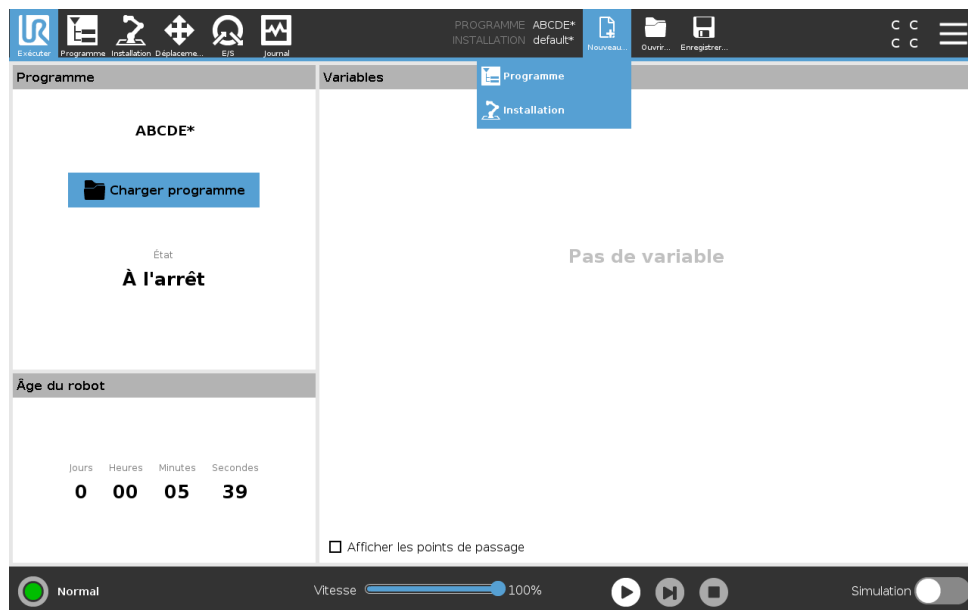 UR
Exécuter
Programme
Installation
Déplaceme...
E/S
Journal
PROGRAMME ABCDE*
INSTALLATION default*
Nouveau...
Ouvrir...
Enregistrer...
C C
C C
Programme
Installation
Programme
ABCDE*
Charger programme
État
À l'arrêt
Variables
Pas de variable
Âge du robot
Jours Heures Minutes Secondes
0 00 05 39
Afficher les points de passage
Normal
Vitesse 100%
Simulation